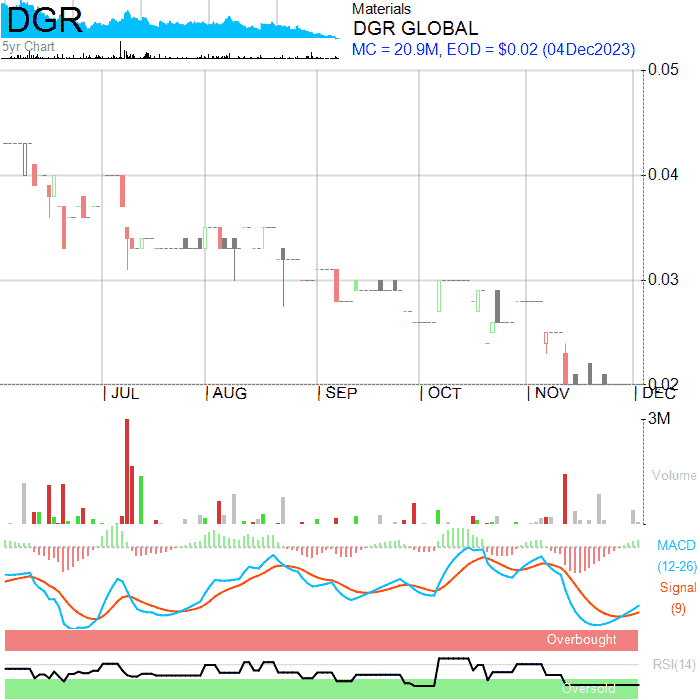 DGR
Materials
DGR GLOBAL
5yr Chart
MC = 20.9M, EOD = $0.02 (04Dec2023)
0.05
0.04
0.03
0.02
JUL AUG SEP OCT NOV DEC
3M
Volume
MACD
(12-26)
Signal
(9)
Overbought
RSI(14)
Oversold